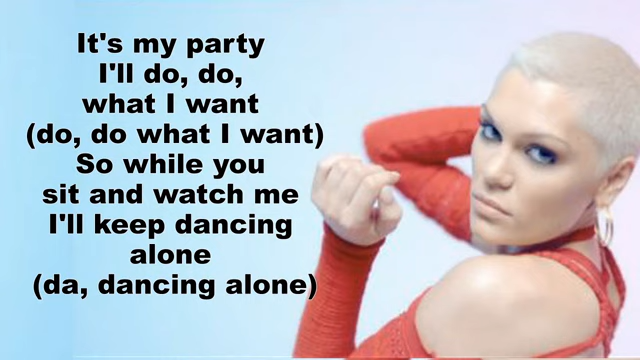 It's my party
I'll do, do,
what I want
(do, do what I want)
So while you
sit and watch me
I'll keep dancing
alone
(da, dancing alone)